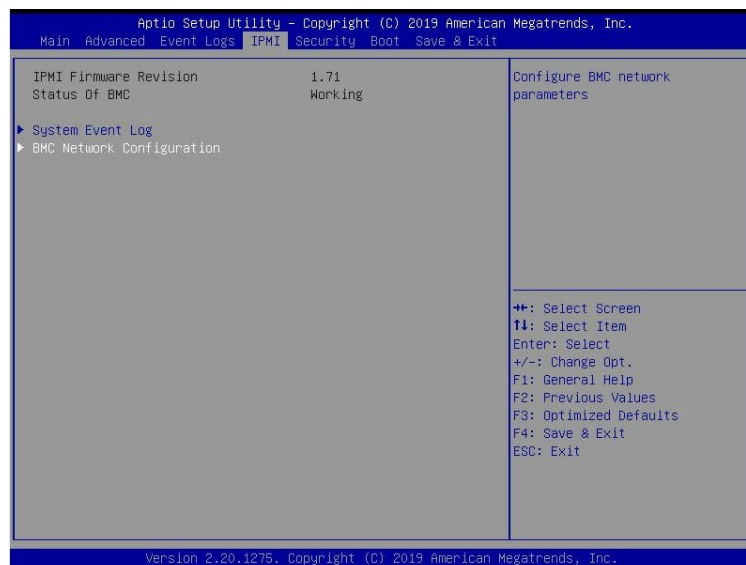 Aptio Setup Utility – Copyright (C) 2019 American Megatrends, Inc.
Main Advanced Event Logs IPMI Security Boot Save & Exit
IPMI Firmware Revision 1.71
Status Of BMC Working
System Event Log
BMC Network Configuration
Configure BMC network
parameters
→←: Select Screen
↑↓: Select Item
Enter: Select
+/-: Change Opt.
F1: General Help
F2: Previous Values
F3: Optimized Defaults
F4: Save & Exit
ESC: Exit
Version 2.20.1275. Copyright (C) 2019 American Megatrends, Inc.